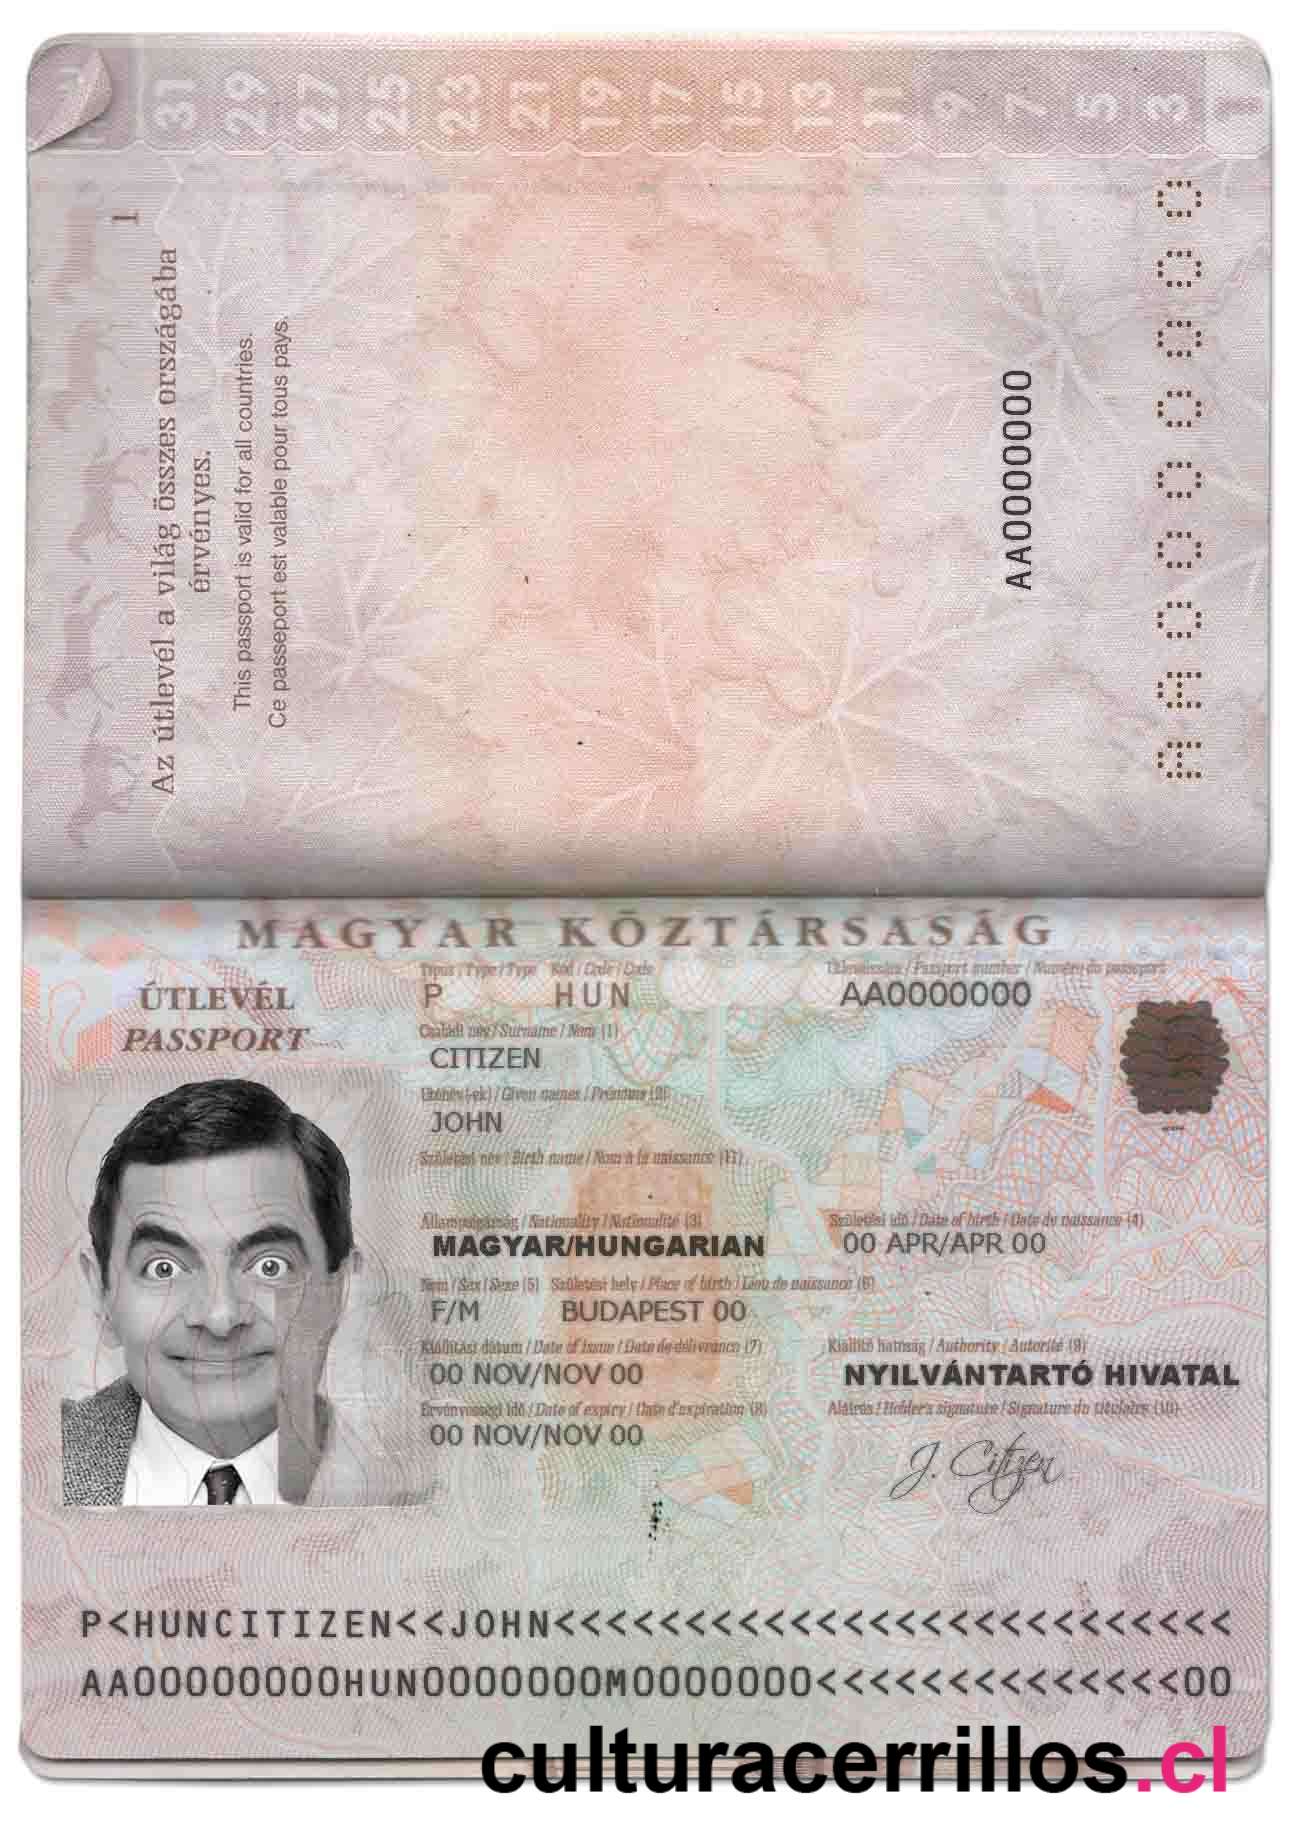 31 29 27 25 23 21 19 17 15 13 11 9 7 5 3 1
1
Az útlevél a világ összes országába
érvényes.
This passport is valid for all countries.
Ce passeport est valable pour tous pays.
AA0000000
AA0000000
MAGYAR KÖZTÁRSASÁG
ÚTLEVÉL
PASSPORT
Típus / Type / Type Kód / Code / Code Útlevélszám / Passport number / Numéro du passeport
P HUN AA0000000
Családi név / Surname / Nom (1)
CITIZEN
Utónév(-ek) / Given names / Prénoms (2)
JOHN
Születési név / Birth name / Nom à la naissance (11)
Állampolgárság / Nationality / Nationalité (3) Születési idő / Date of birth / Date de naissance (4)
MAGYAR/HUNGARIAN 00 APR/APR 00
Nem / Sex / Sexe (5) Születési hely / Place of birth / Lieu de naissance (6)
F/M BUDAPEST 00
Kiállítás dátum / Date of issue / Date de délivrance (7) Kiállító hatóság / Authority / Autorité (9)
00 NOV/NOV 00 NYILVÁNTARTÓ HIVATAL
Érvényességi idő / Date of expiry / Date d'expiration (8) Aláírás / Holder's signature / Signature du titulaire (10)
00 NOV/NOV 00
J. Citizen
P<HUNCITIZEN<<JOHN<<<<<<<<<<<<<<<<<<<<<<<<<<
AA00000000HUN0000000M0000000<<<<<<<<<<<<<<00
culturacerrillos.cl